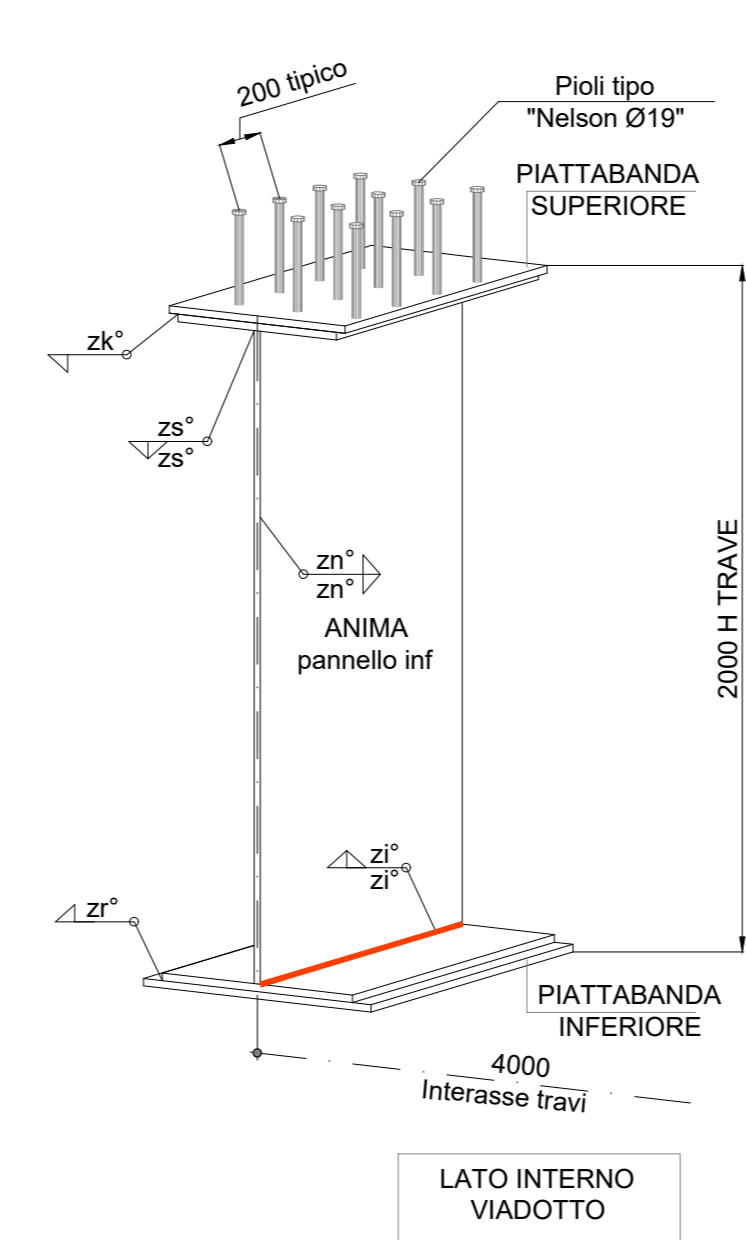 200 tipico
Pioli tipo
"Nelson Ø19"
PIATTABANDA
SUPERIORE
zk°
zs°
zs°
zn°
zn°
ANIMA
pannello inf
2000 H TRAVE
zi°
zi°
zr°
PIATTABANDA
INFERIORE
4000
Interasse travi
LATO INTERNO
VIADOTTO